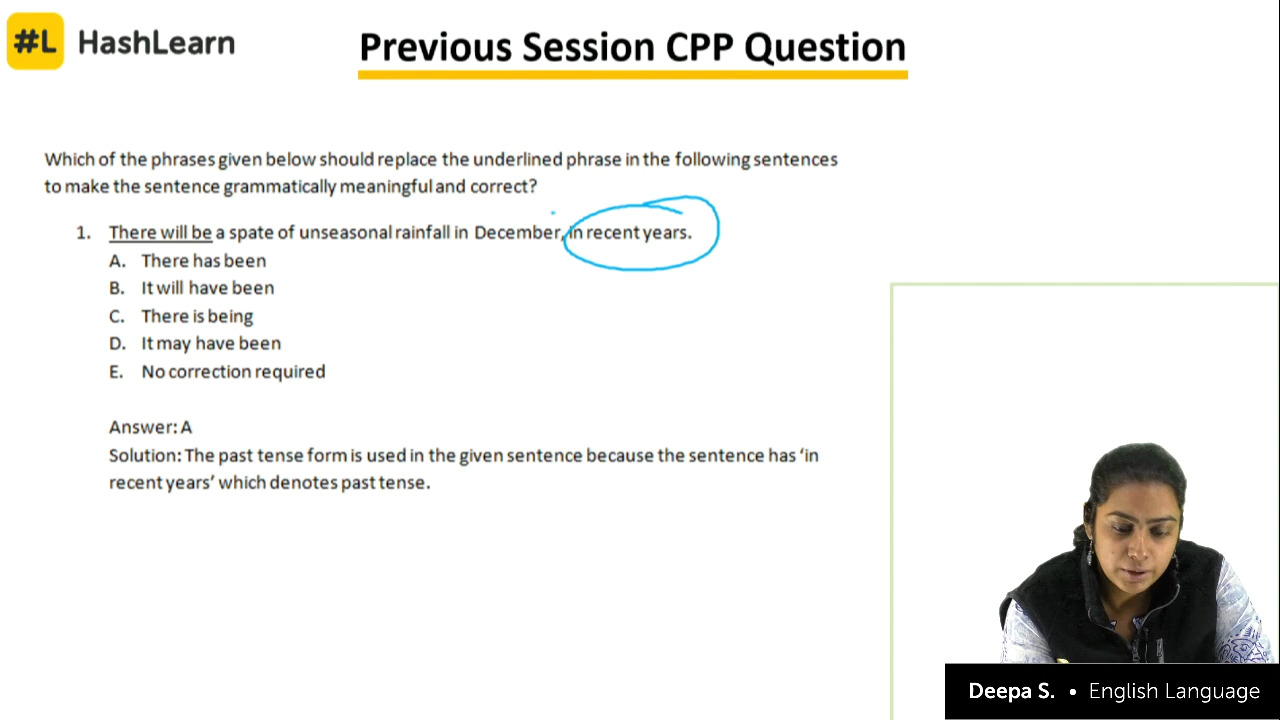 #L HashLearn
Previous Session CPP Question
Which of the phrases given below should replace the underlined phrase in the following sentences
to make the sentence grammatically meaningful and correct?
1. There will be a spate of unseasonal rainfall in December, in recent years.
A. There has been
B. It will have been
C. There is being
D. It may have been
E. No correction required
Answer: A
Solution: The past tense form is used in the given sentence because the sentence has ‘in
recent years’ which denotes past tense.
Deepa S. • English Language